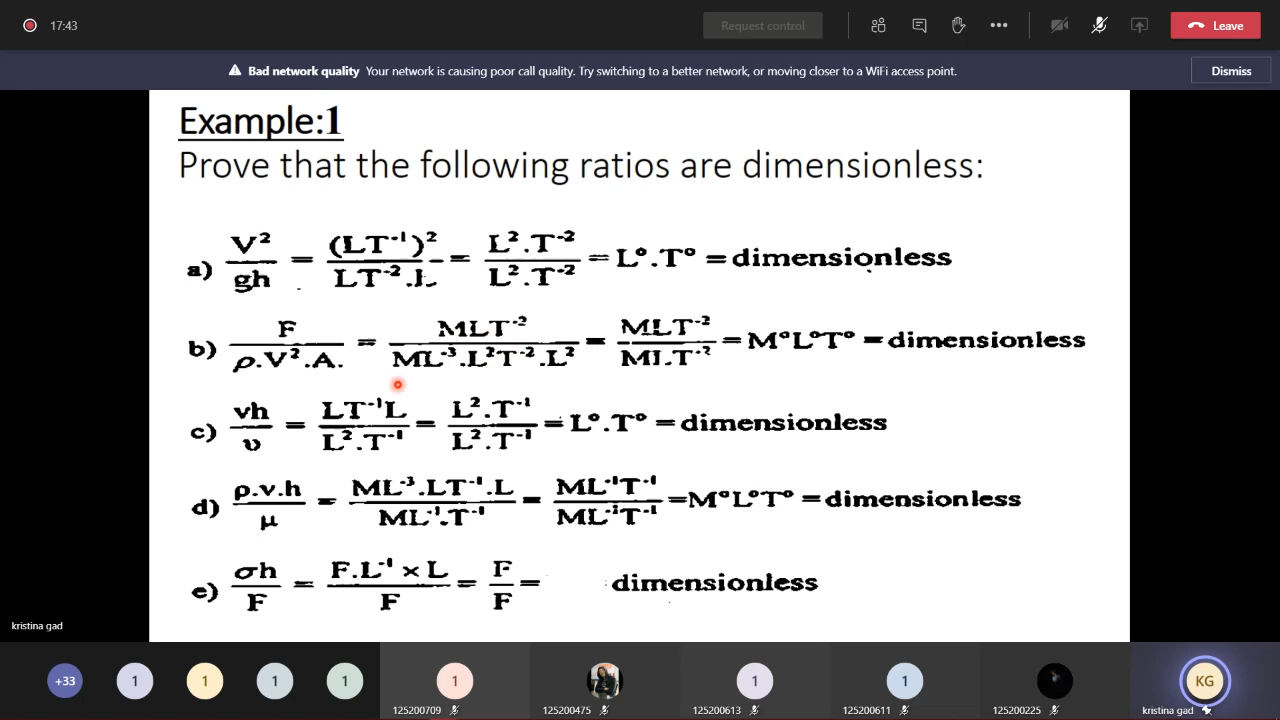 17:43 Request control Leave
Bad network quality Your network is causing poor call quality. Try switching to a better network, or moving closer to a WiFi access point. Dismiss
Example:1
Prove that the following ratios are dimensionless:
a) V²/gh = (LT⁻¹)²/LT⁻².L = L².T⁻²/L².T⁻² = L°.T° = dimensionless
b) F/ρ.V².A. = MLT⁻²/ML⁻³.L²T⁻².L² = MLT⁻²/MLT⁻² = M°L°T° = dimensionless
c) vh/υ = LT⁻¹L/L².T⁻¹ = L².T⁻¹/L².T⁻¹ = L°.T° = dimensionless
d) ρ.v.h/μ = ML⁻³.LT⁻¹.L/ML⁻¹.T⁻¹ = ML⁻¹T⁻¹/ML⁻¹T⁻¹ =M°L°T° = dimensionless
e) σh/F = F.L⁻¹ × L/F = F/F = dimensionless
kristina gad
+33 1 1 1 1 1 1 1 KG
125200709 125200475 125200613 125200611 125200225 kristina gad